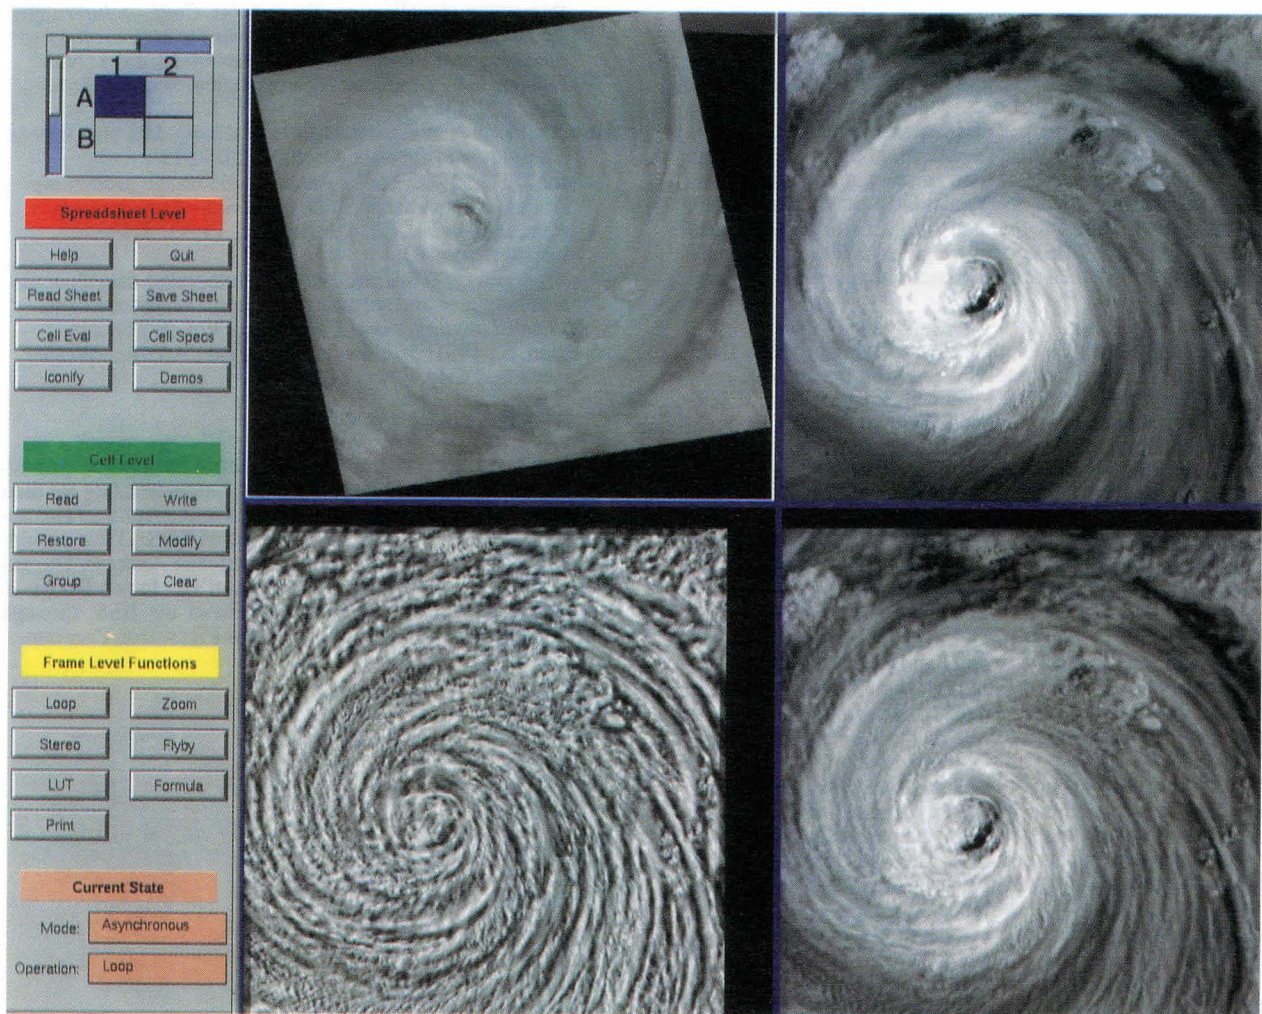 1 2
A
B
Spreadsheet Level
Help Quit
Read Sheet Save Sheet
Cell Eval Cell Specs
Iconify Demos
Cell Level
Read Write
Restore Modify
Group Clear
Frame Level Functions
Loop Zoom
Stereo Flyby
LUT Formula
Print
Current State
Mode: Asynchronous
Operation: Loop